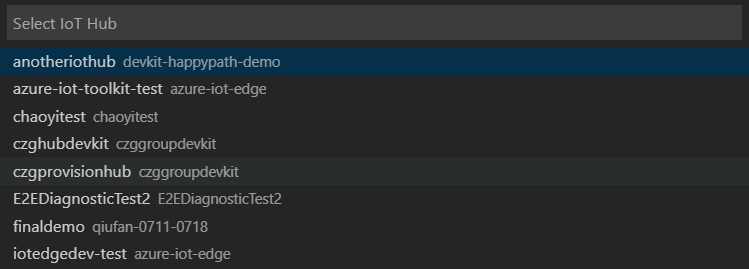 Select IoT Hub
anotheriothub devkit-happypath-demo
azure-iot-toolkit-test azure-iot-edge
chaoyitest chaoyitest
czghubdevkit czggroupdevkit
czgprovisionhub czggroupdevkit
E2EDiagnosticTest2 E2EDiagnosticTest2
finaldemo qiufan-0711-0718
iotedgedev-test azure-iot-edge